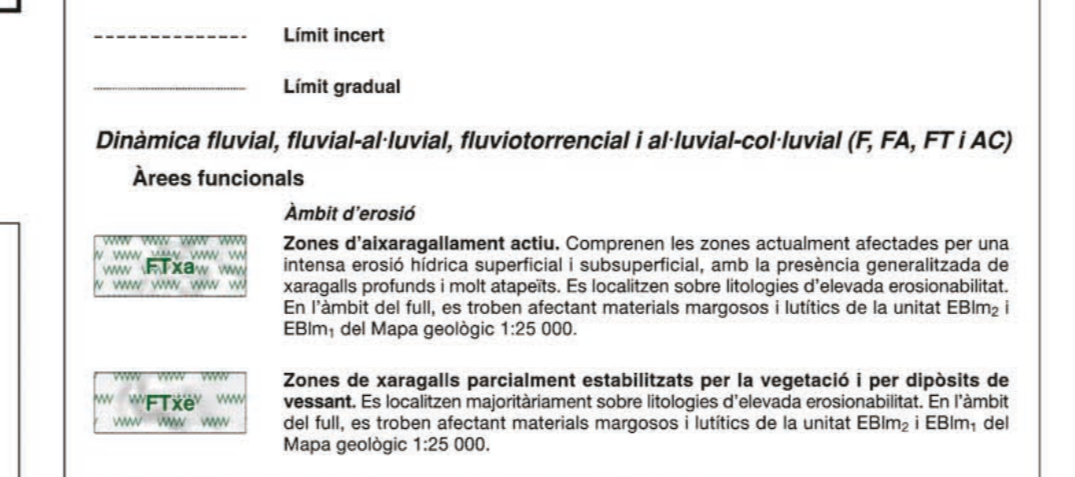 Límit incert
Límit gradual
Dinàmica fluvial, fluvial-al·luvial, fluviotorrencial i al·luvial-col·luvial (F, FA, FT i AC)
Àrees funcionals
Àmbit d'erosió
FTxa
Zones d'aixaragallament actiu. Comprenen les zones actualment afectades per una
intensa erosió hídrica superficial i subsuperficial, amb la presència generalitzada de
xaragalls profunds i molt atapeïts. Es localitzen sobre litologies d'elevada erosionabilitat.
En l'àmbit del full, es troben afectant materials margosos i lutítics de la unitat EBlm₂ i
EBlm₁ del Mapa geològic 1:25 000.
FTxe
Zones de xaragalls parcialment estabilitzats per la vegetació i per dipòsits de
vessant. Es localitzen majoritàriament sobre litologies d'elevada erosionabilitat. En l'àmbit
del full, es troben afectant materials margosos i lutítics de la unitat EBlm₂ i EBlm₁ del
Mapa geològic 1:25 000.